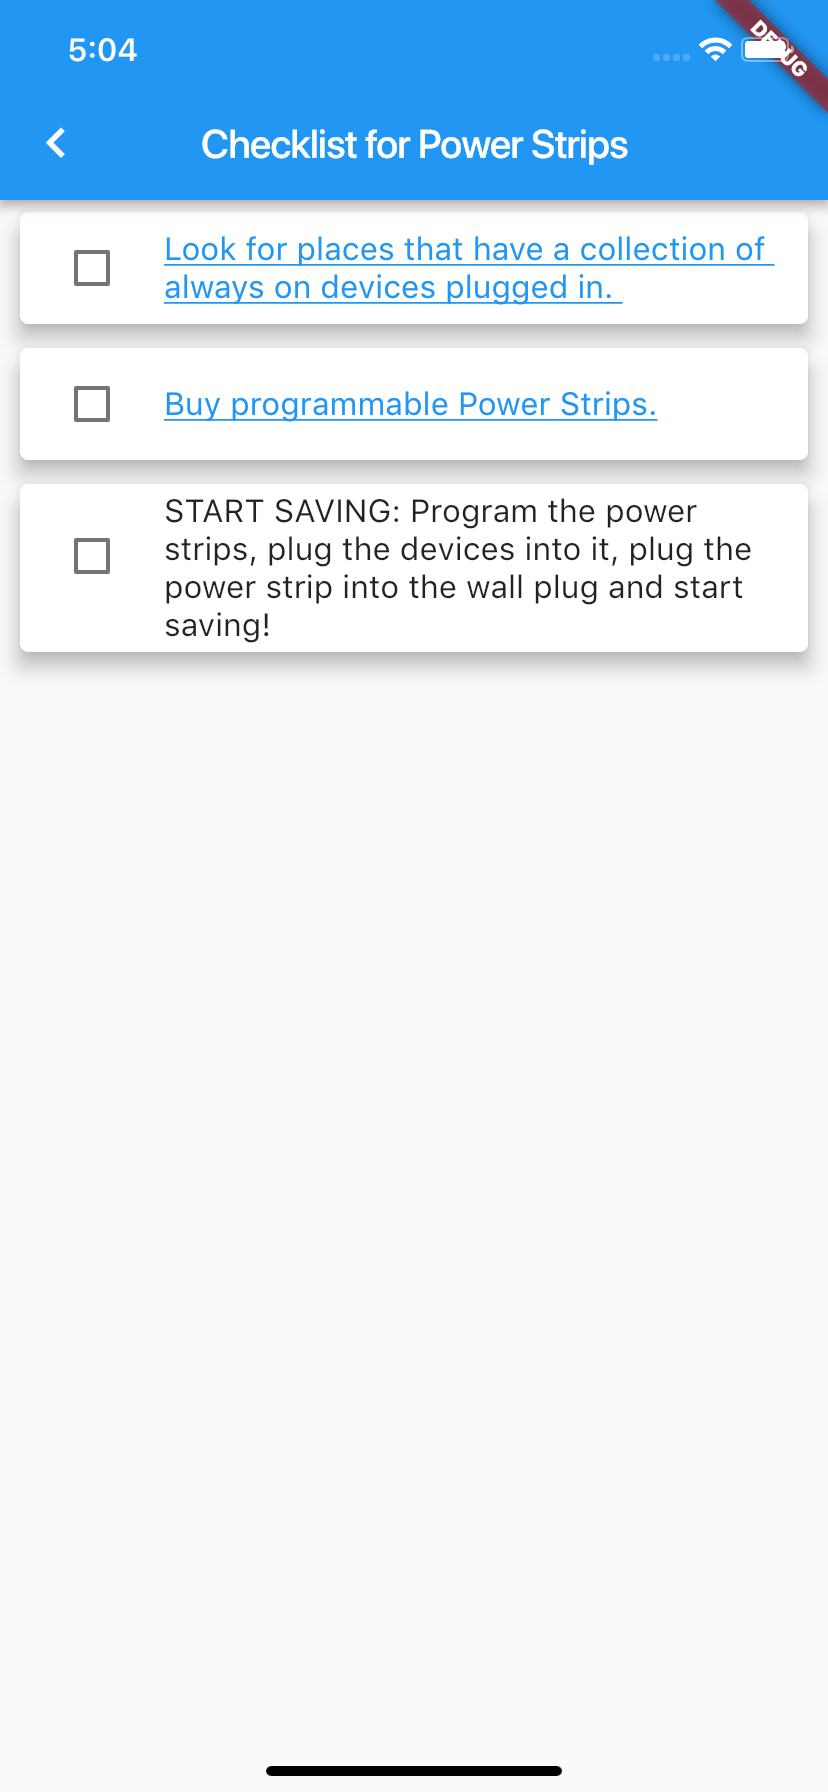 5:04
DEBUG
Checklist for Power Strips
Look for places that have a collection of
always on devices plugged in.
Buy programmable Power Strips.
START SAVING: Program the power
strips, plug the devices into it, plug the
power strip into the wall plug and start
saving!